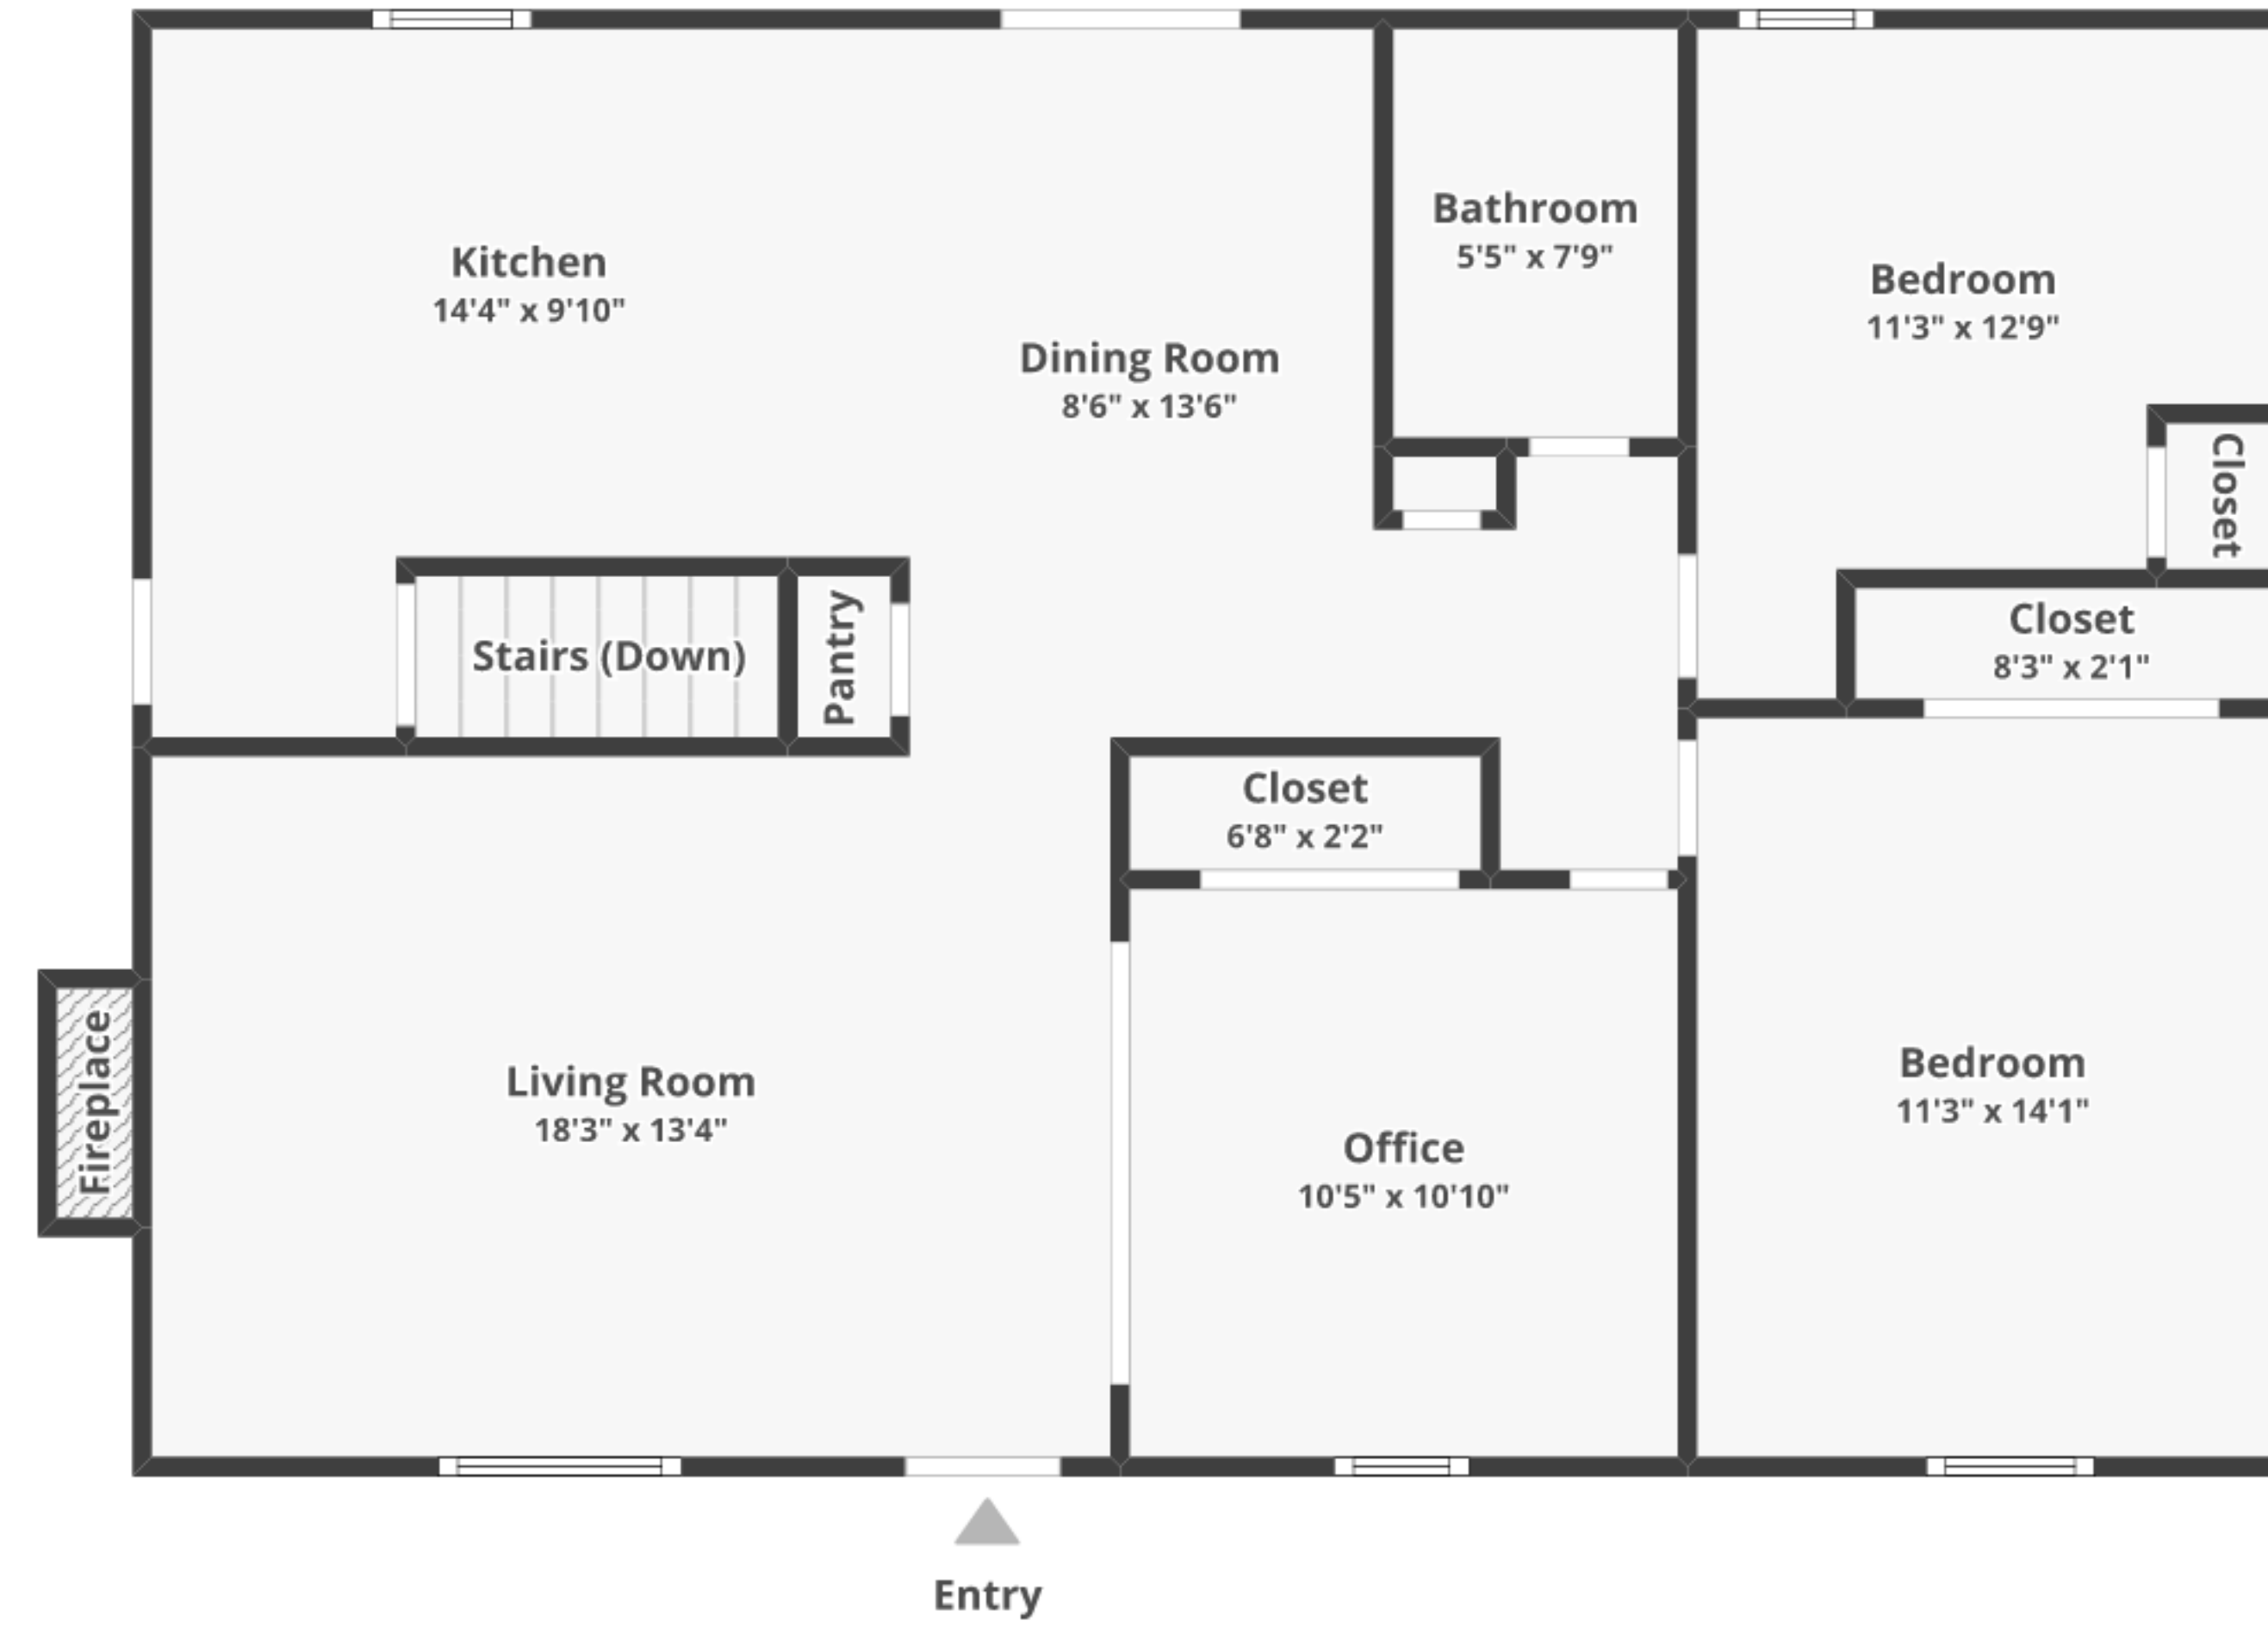 Kitchen
14'4" x 9'10"
Dining Room
8'6" x 13'6"
Bathroom
5'5" x 7'9"
Bedroom
11'3" x 12'9"
Closet
Closet
8'3" x 2'1"
Stairs (Down)
Pantry
Closet
6'8" x 2'2"
Fireplace
Living Room
18'3" x 13'4"
Office
10'5" x 10'10"
Bedroom
11'3" x 14'1"
Entry